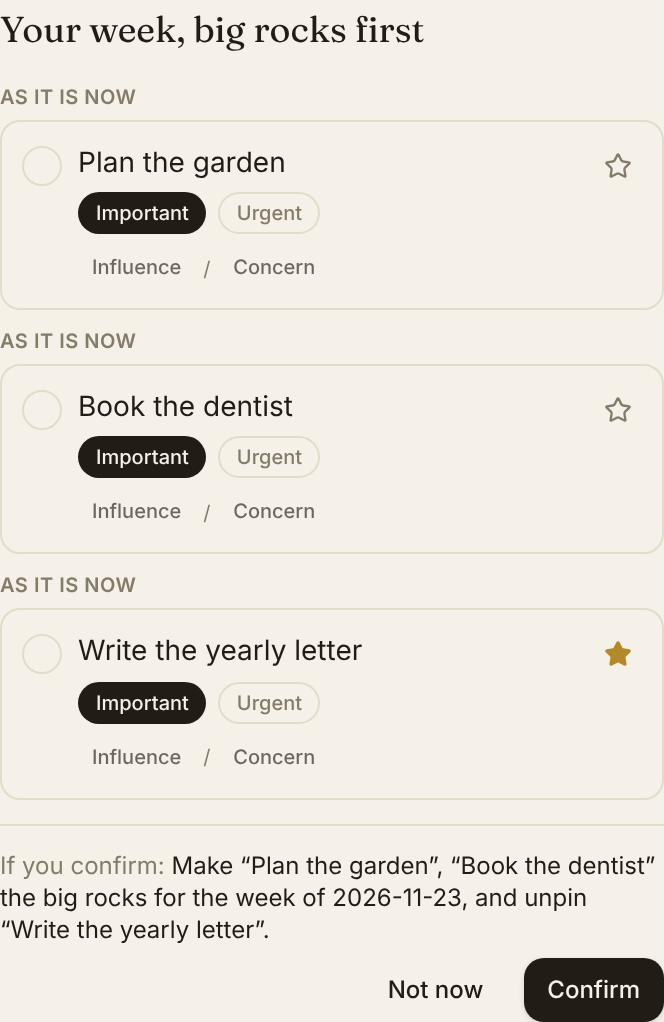 Your week, big rocks first
AS IT IS NOW
Plan the garden
Important Urgent
Influence / Concern
AS IT IS NOW
Book the dentist
Important Urgent
Influence / Concern
AS IT IS NOW
Write the yearly letter
Important Urgent
Influence / Concern
If you confirm: Make “Plan the garden”, “Book the dentist”
the big rocks for the week of 2026-11-23, and unpin
“Write the yearly letter”.
Not now Confirm